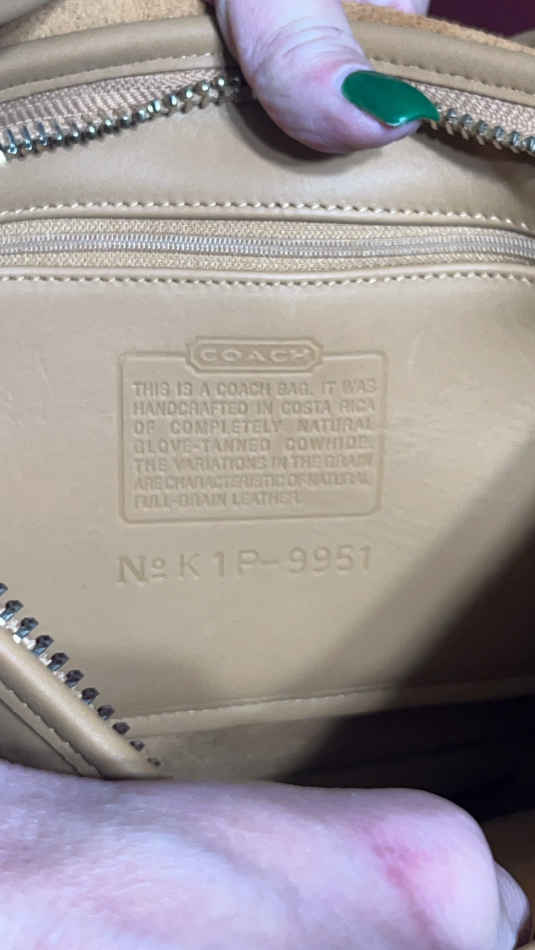 COACH
THIS IS A COACH BAG. IT WAS
HANDCRAFTED IN COSTA RICA
OF COMPLETELY NATURAL
GLOVE-TANNED COWHIDE.
THE VARIATIONS IN THE GRAIN
ARE CHARACTERISTIC OF NATURAL
FULL-GRAIN LEATHER.
Nº K1P-9951